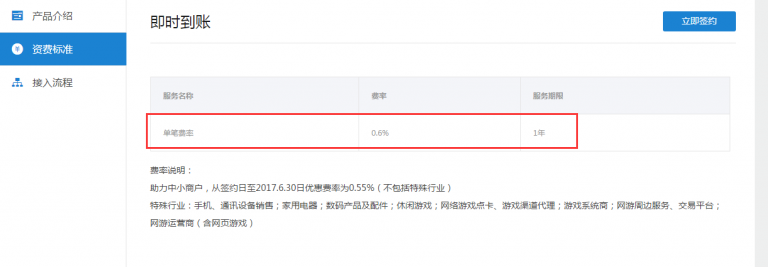 产品介绍
即时到账
立即签约
资费标准
接入流程
服务名称 费率 服务期限
单笔费率 0.6% 1年
费率说明：
助力中小商户，从签约日至2017.6.30日优惠费率为0.55%（不包括特殊行业）
特殊行业：手机、通讯设备销售；家用电器；数码产品及配件；休闲游戏；网络游戏点卡、游戏渠道代理；游戏系统商；网游周边服务、交易平台；
网游运营商（含网页游戏）